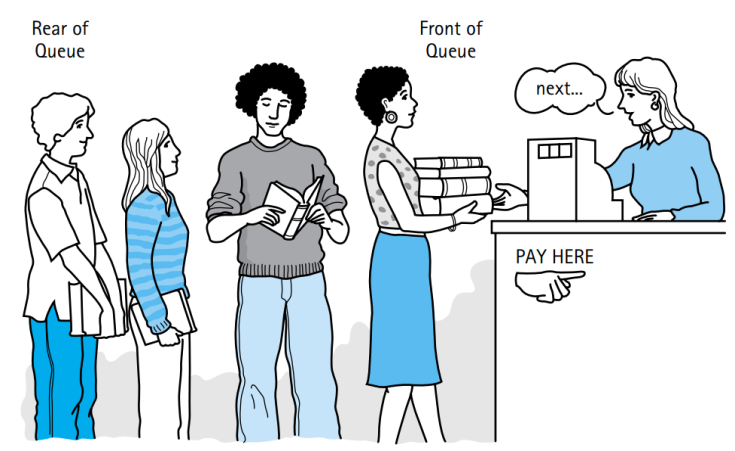 Rear of
Queue
Front of
Queue
next...
PAY HERE